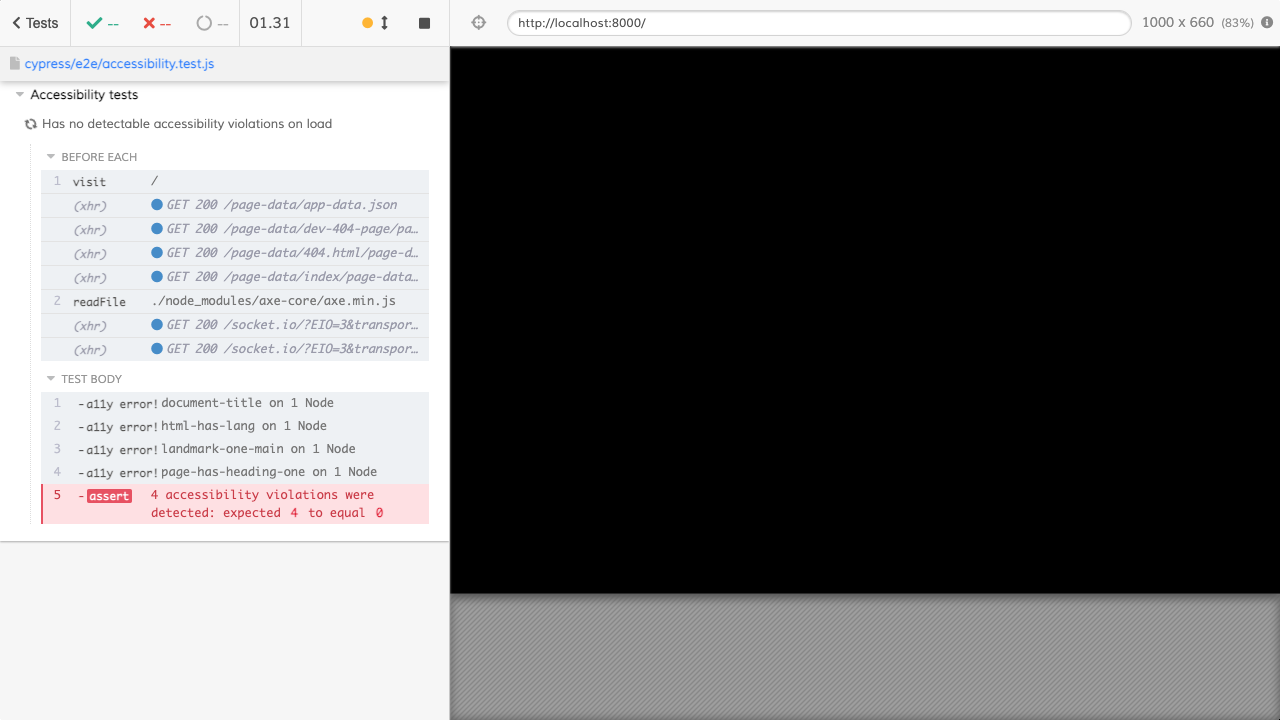 Tests
--
--
--
01.31
http://localhost:8000/
1000 x 660 (83%)
cypress/e2e/accessibility.test.js
Accessibility tests
Has no detectable accessibility violations on load
BEFORE EACH
1 visit /
(xhr) GET 200 /page-data/app-data.json
(xhr) GET 200 /page-data/dev-404-page/pa…
(xhr) GET 200 /page-data/404.html/page-d…
(xhr) GET 200 /page-data/index/page-data…
2 readFile ./node_modules/axe-core/axe.min.js
(xhr) GET 200 /socket.io/?EIO=3&transpor…
(xhr) GET 200 /socket.io/?EIO=3&transpor…
TEST BODY
1 -a11y error! document-title on 1 Node
2 -a11y error! html-has-lang on 1 Node
3 -a11y error! landmark-one-main on 1 Node
4 -a11y error! page-has-heading-one on 1 Node
5 -assert 4 accessibility violations were
detected: expected 4 to equal 0